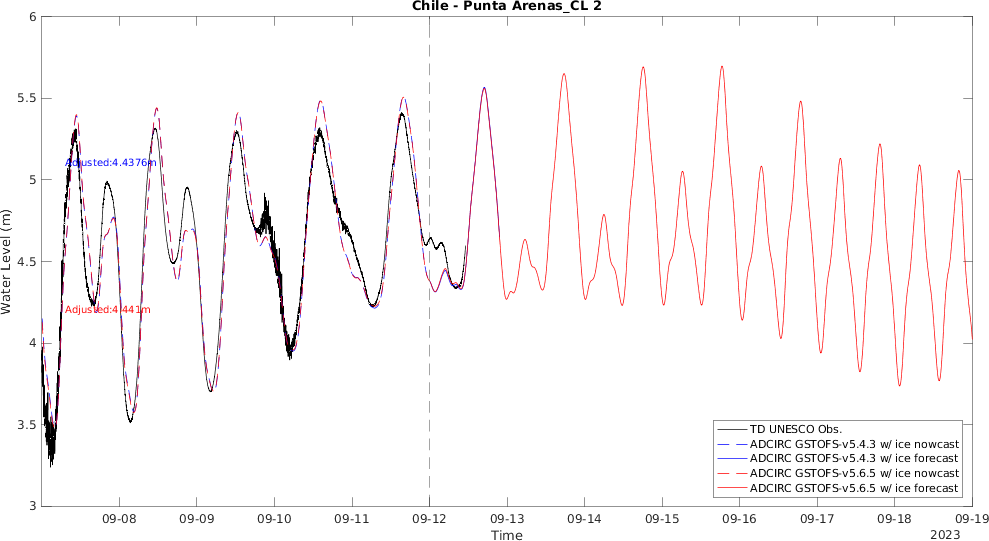 Chile - Punta Arenas_CL 2
6
5.5
5
4.5
4
3.5
3
Water Level (m)
Adjusted:4.4376m
Adjusted:4.441m
TD UNESCO Obs.
ADCIRC GSTOFS-v5.4.3 w/ ice nowcast
ADCIRC GSTOFS-v5.4.3 w/ ice forecast
ADCIRC GSTOFS-v5.6.5 w/ ice nowcast
ADCIRC GSTOFS-v5.6.5 w/ ice forecast
09-08 09-09 09-10 09-11 09-12 09-13 09-14 09-15 09-16 09-17 09-18 09-19
Time
2023